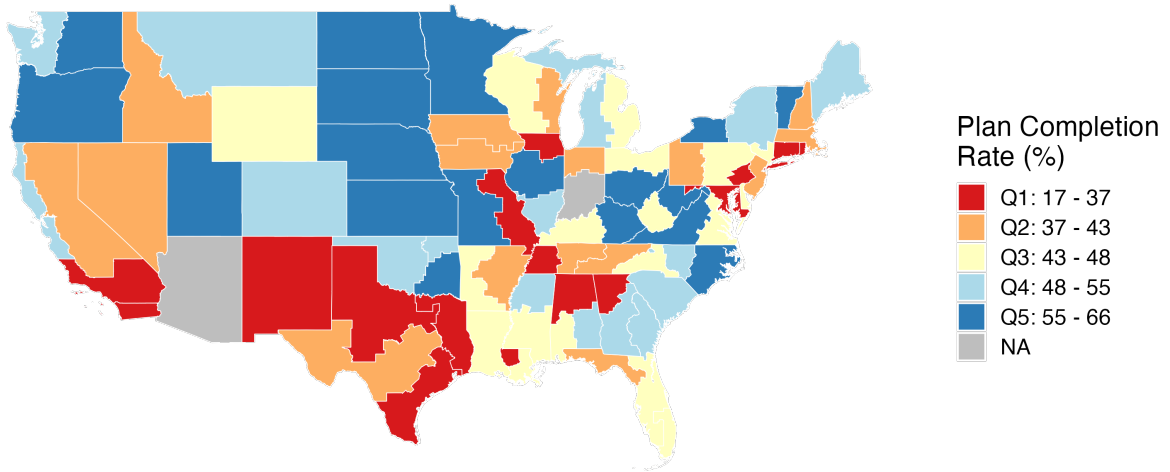 Plan Completion
Rate (%)
Q1: 17 - 37
Q2: 37 - 43
Q3: 43 - 48
Q4: 48 - 55
Q5: 55 - 66
NA